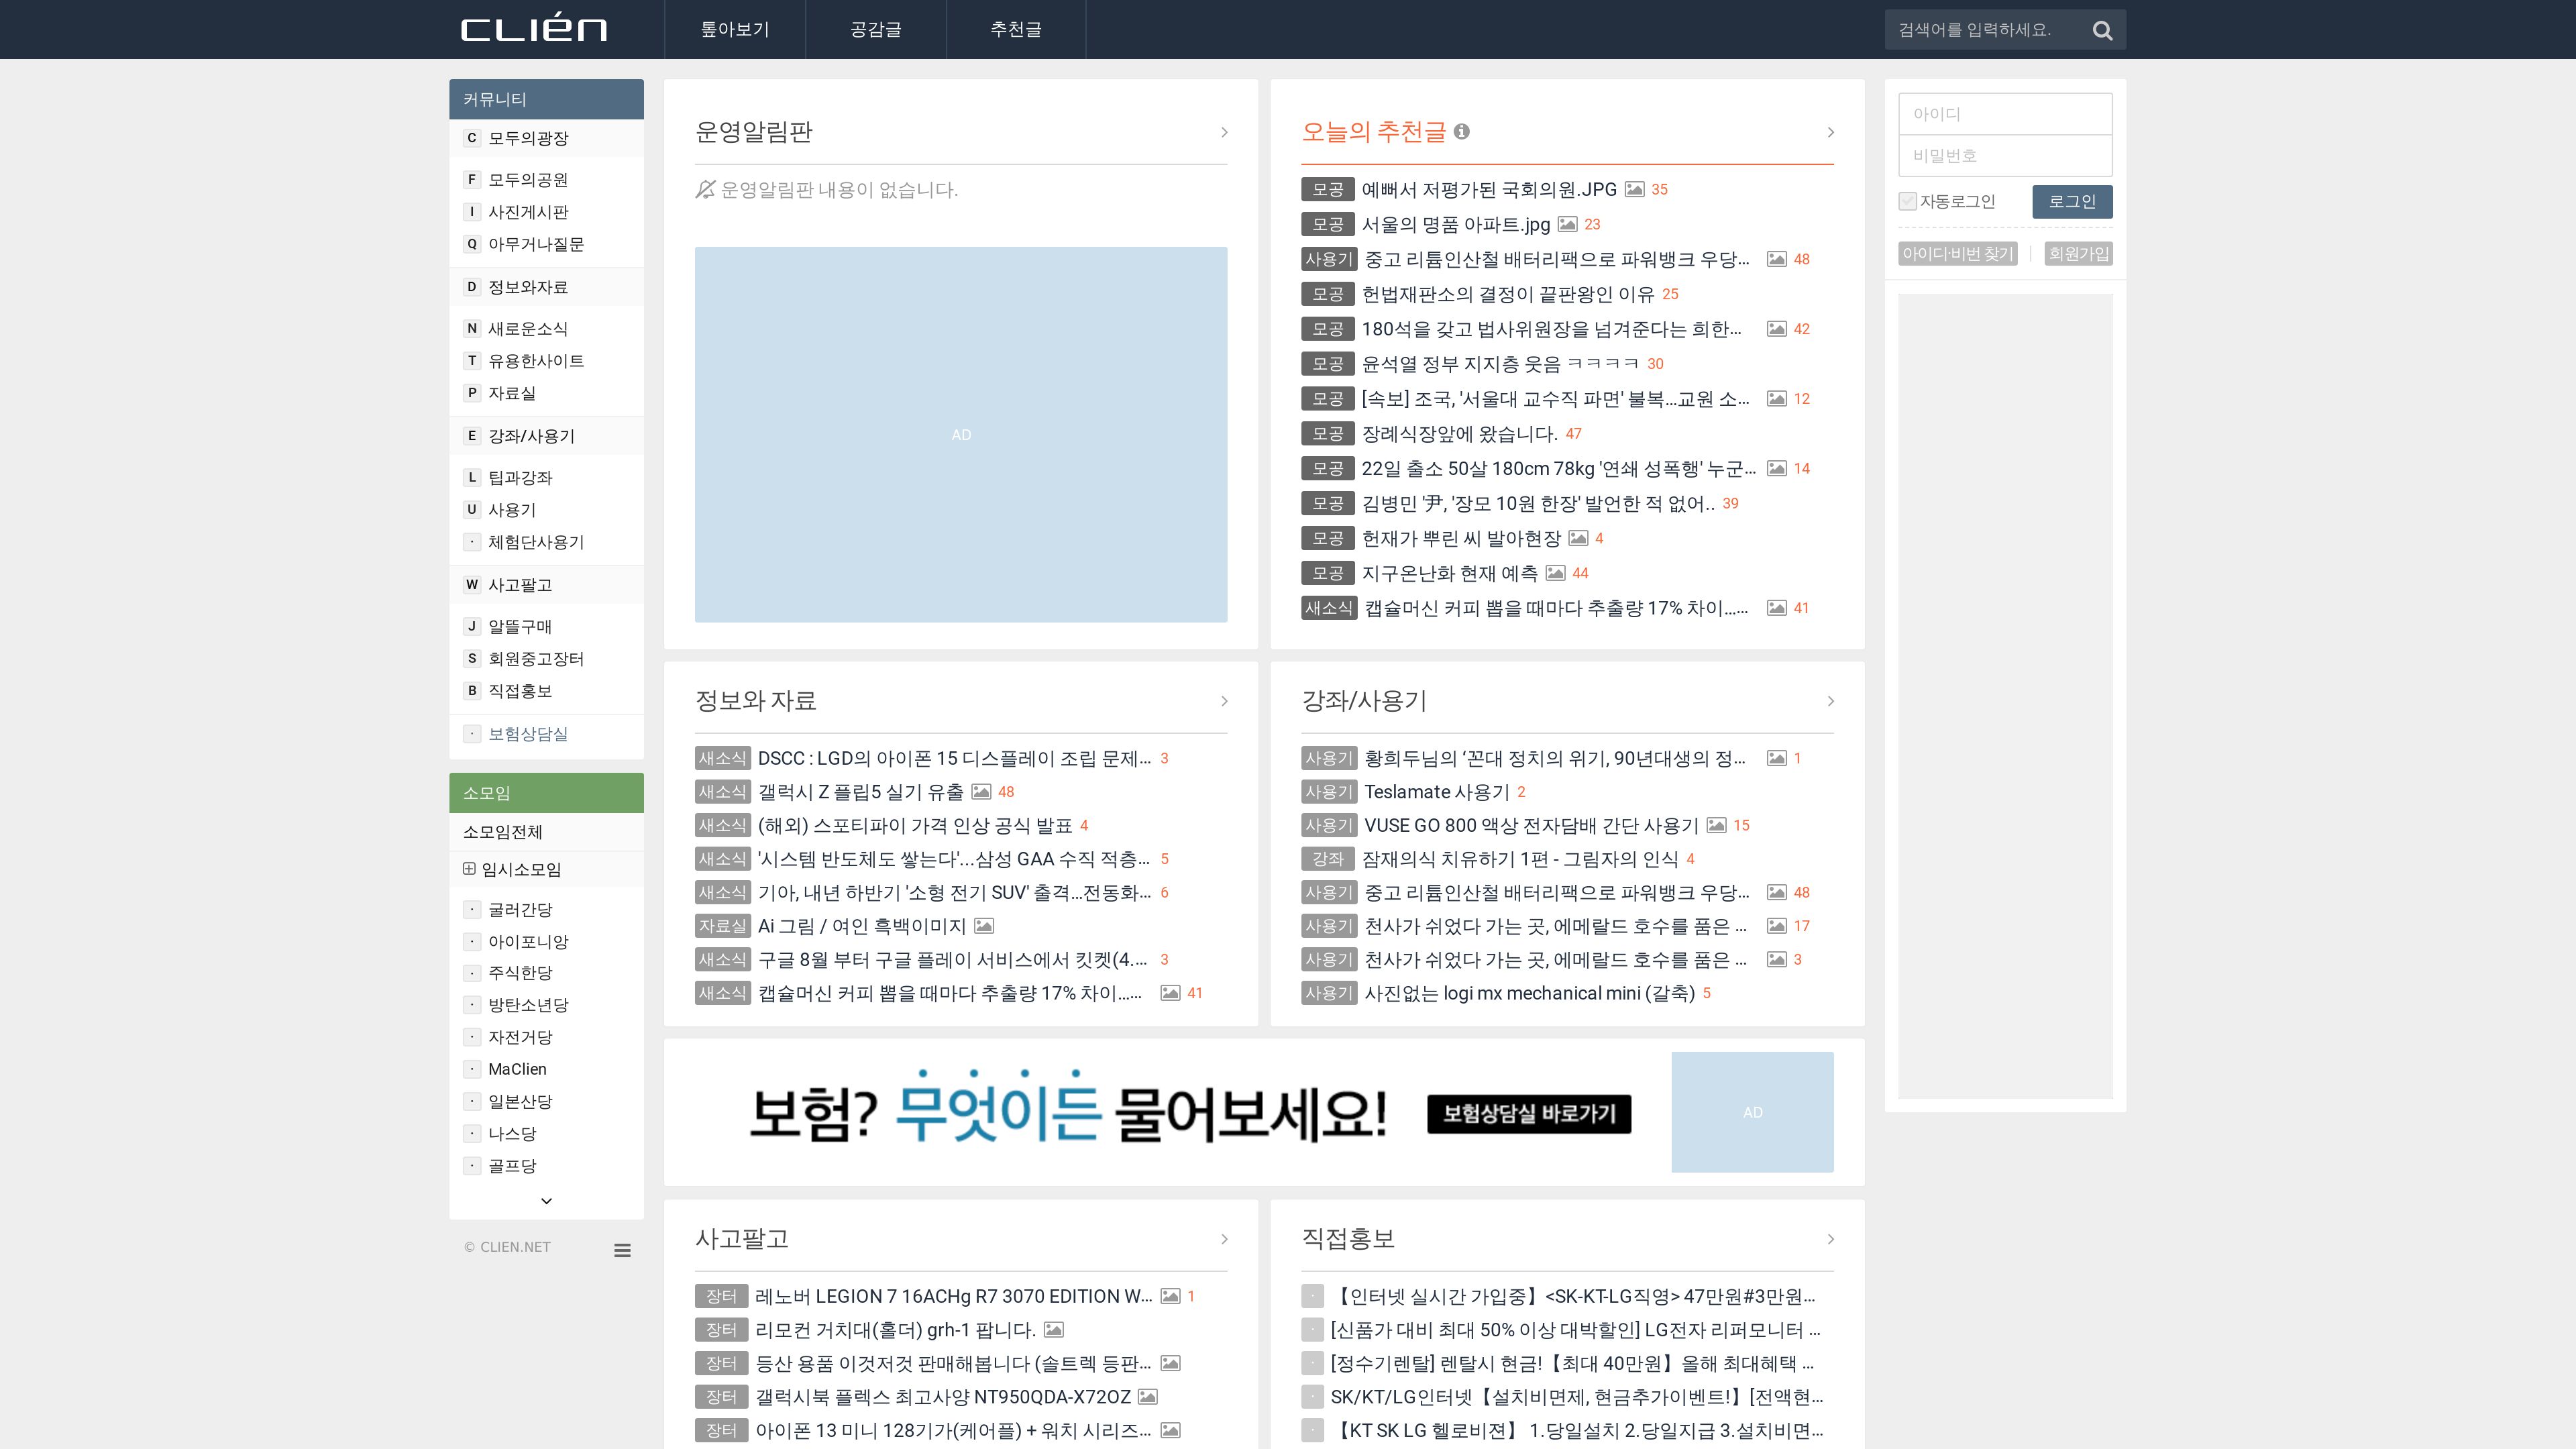 CLIÉN
톺아보기
공감글
추천글
검색어를 입력하세요.
커뮤니티
C 모두의광장
F 모두의공원
I 사진게시판
Q 아무거나질문
D 정보와자료
N 새로운소식
T 유용한사이트
P 자료실
E 강좌/사용기
L 팁과강좌
U 사용기
· 체험단사용기
W 사고팔고
J 알뜰구매
S 회원중고장터
B 직접홍보
· 보험상담실
소모임
소모임전체
임시소모임
· 굴러간당
· 아이포니앙
· 주식한당
· 방탄소년당
· 자전거당
· MaClien
· 일본산당
· 나스당
· 골프당
© CLIEN.NET
운영알림판
운영알림판 내용이 없습니다.
AD
오늘의 추천글
모공 예뻐서 저평가된 국회의원.JPG 35
모공 서울의 명품 아파트.jpg 23
사용기 중고 리튬인산철 배터리팩으로 파워뱅크 우당... 48
모공 헌법재판소의 결정이 끝판왕인 이유 25
모공 180석을 갖고 법사위원장을 넘겨준다는 희한... 42
모공 윤석열 정부 지지층 웃음 ㅋㅋㅋㅋ 30
모공 [속보] 조국, '서울대 교수직 파면' 불복...교원 소... 12
모공 장례식장앞에 왔습니다. 47
모공 22일 출소 50살 180cm 78kg '연쇄 성폭행' 누군... 14
모공 김병민 '尹, '장모 10원 한장' 발언한 적 없어.. 39
모공 헌재가 뿌린 씨 발아현장 4
모공 지구온난화 현재 예측 44
새소식 캡슐머신 커피 뽑을 때마다 추출량 17% 차이...... 41
정보와 자료
새소식 DSCC : LGD의 아이폰 15 디스플레이 조립 문제... 3
새소식 갤럭시 Z 플립5 실기 유출 48
새소식 (해외) 스포티파이 가격 인상 공식 발표 4
새소식 '시스템 반도체도 쌓는다'...삼성 GAA 수직 적층... 5
새소식 기아, 내년 하반기 '소형 전기 SUV' 출격...전동화... 6
자료실 Ai 그림 / 여인 흑백이미지
새소식 구글 8월 부터 구글 플레이 서비스에서 킷켓(4.... 3
새소식 캡슐머신 커피 뽑을 때마다 추출량 17% 차이...... 41
강좌/사용기
사용기 황희두님의 ‘꼰대 정치의 위기, 90년대생의 정... 1
사용기 Teslamate 사용기 2
사용기 VUSE GO 800 액상 전자담배 간단 사용기 15
강좌 잠재의식 치유하기 1편 - 그림자의 인식 4
사용기 중고 리튬인산철 배터리팩으로 파워뱅크 우당... 48
사용기 천사가 쉬었다 가는 곳, 에메랄드 호수를 품은 ... 17
사용기 천사가 쉬었다 가는 곳, 에메랄드 호수를 품은 ... 3
사용기 사진없는 logi mx mechanical mini (갈축) 5
보험? 무엇이든 물어보세요! 보험상담실 바로가기
AD
사고팔고
장터 레노버 LEGION 7 16ACHg R7 3070 EDITION W... 1
장터 리모컨 거치대(홀더) grh-1 팝니다.
장터 등산 용품 이것저것 판매해봅니다 (솔트렉 등판...
장터 갤럭시북 플렉스 최고사양 NT950QDA-X72OZ
장터 아이폰 13 미니 128기가(케어플) + 워치 시리즈...
직접홍보
· 【인터넷 실시간 가입중】<SK-KT-LG직영> 47만원#3만원...
· [신품가 대비 최대 50% 이상 대박할인] LG전자 리퍼모니터 ...
· [정수기렌탈] 렌탈시 현금!【최대 40만원】올해 최대혜택 ...
· SK/KT/LG인터넷【설치비면제, 현금추가이벤트!】[전액현...
· 【KT SK LG 헬로비젼】 1.당일설치 2.당일지급 3.설치비면...
아이디
비밀번호
자동로그인
로그인
아이디·비번 찾기
회원가입